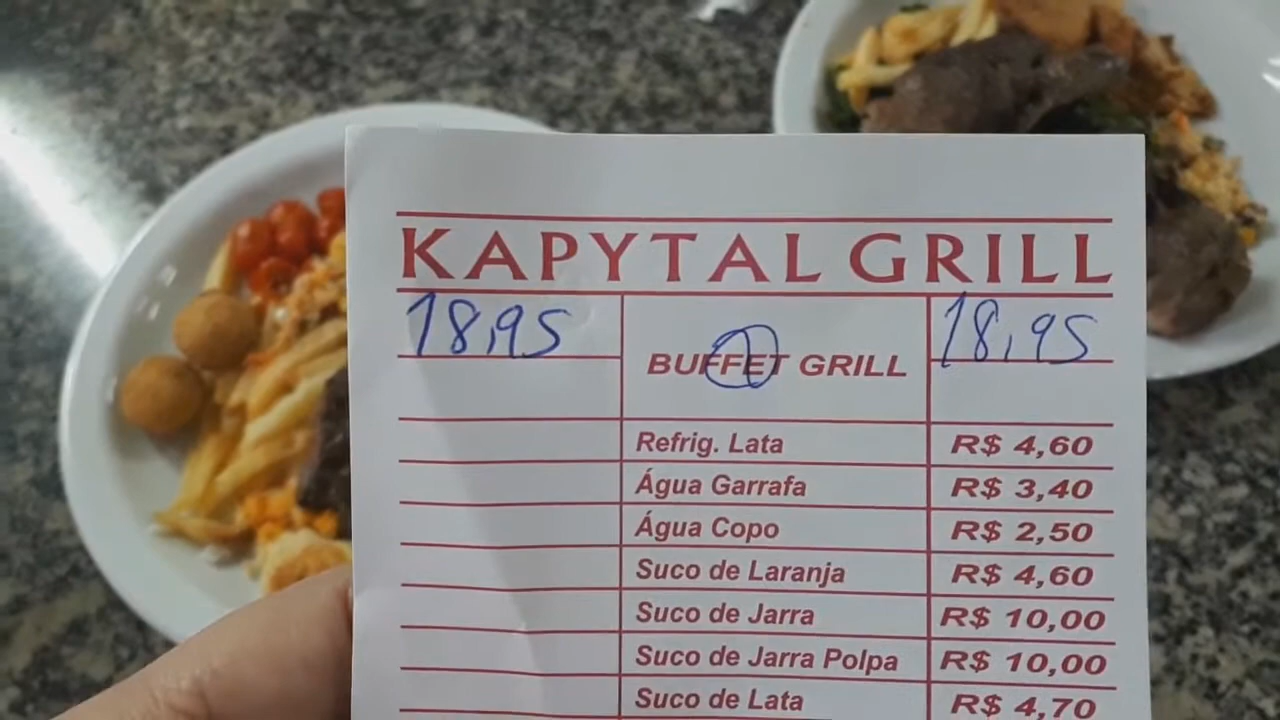 KAPYTAL GRILL
18,95 BUFFET GRILL 18,95
Refrig. Lata R$ 4,60
Água Garrafa R$ 3,40
Água Copo R$ 2,50
Suco de Laranja R$ 4,60
Suco de Jarra R$ 10,00
Suco de Jarra Polpa R$ 10,00
Suco de Lata R$ 4,70